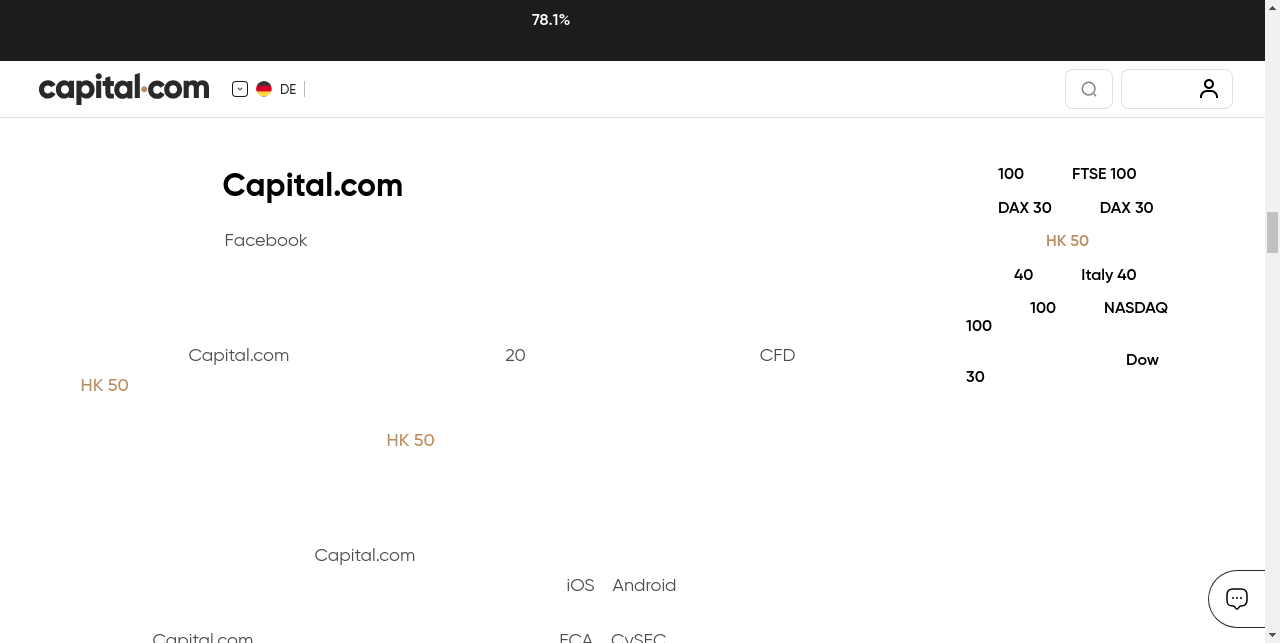 78.1%
capital.com DE
Capital.com
Facebook
Capital.com 20 CFD
HK 50
HK 50
Capital.com
iOS Android
Capital.com FCA CySEC
100 FTSE 100
DAX 30 DAX 30
HK 50
40 Italy 40
100 NASDAQ
100
Dow
30